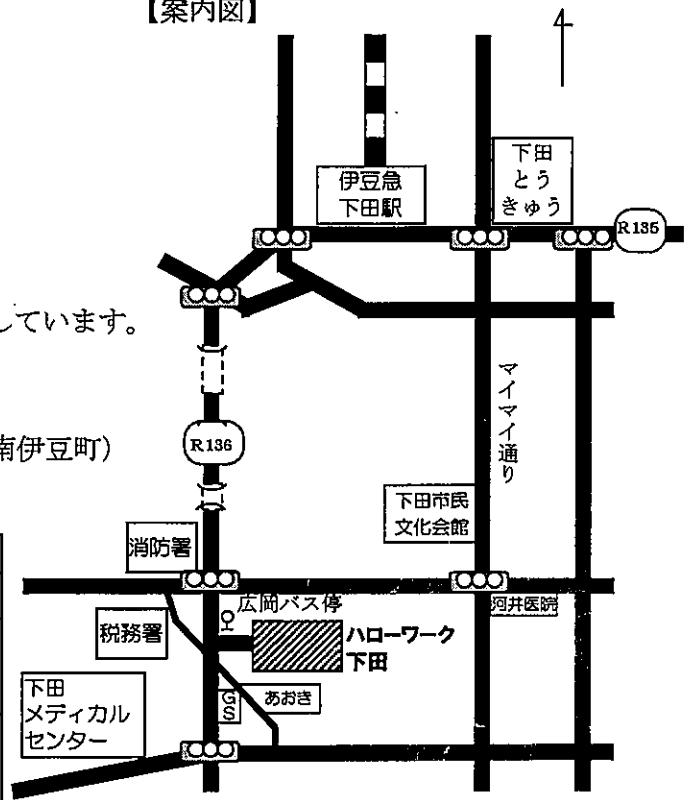 【案内図】
4
伊豆急
下田駅
下田
とう
きゅう
R135
しています。
マイマイ通り
R136
南伊豆町)
下田市民
文化会館
消防署
広岡バス停
河井医院
税務署
ハローワーク
下田
下田
メディカル
センター
GS
あおき